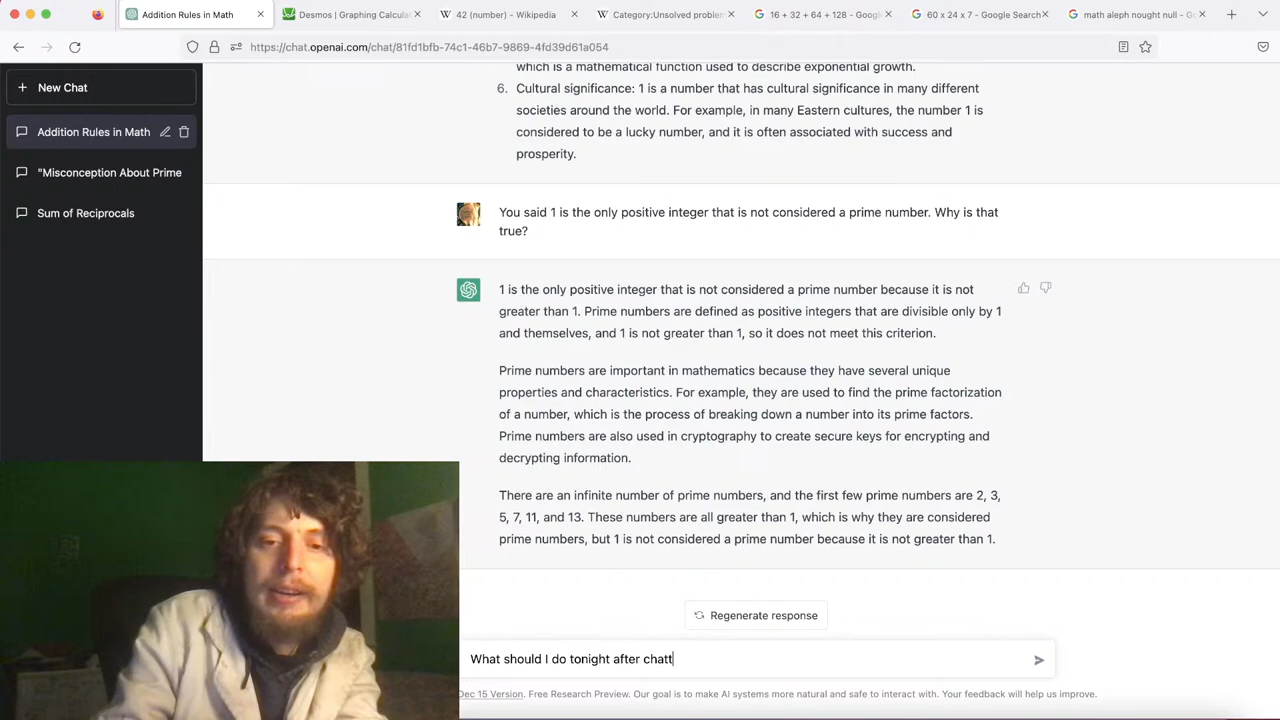 Addition Rules in Math
Desmos | Graphing Calcula
42 (number) - Wikipedia
Category:Unsolved problem
16 + 32 + 64 + 128 - Google
60 x 24 x 7 - Google Search
math aleph nought null - Go
https://chat.openai.com/chat/81fd1bfb-74c1-46b7-9869-4fd39d61a054
New Chat
Addition Rules in Math
"Misconception About Prime
Sum of Reciprocals
which is a mathematical function used to describe exponential growth.
6. Cultural significance: 1 is a number that has cultural significance in many different
societies around the world. For example, in many Eastern cultures, the number 1 is
considered to be a lucky number, and it is often associated with success and
prosperity.
You said 1 is the only positive integer that is not considered a prime number. Why is that
true?
1 is the only positive integer that is not considered a prime number because it is not
greater than 1. Prime numbers are defined as positive integers that are divisible only by 1
and themselves, and 1 is not greater than 1, so it does not meet this criterion.
Prime numbers are important in mathematics because they have several unique
properties and characteristics. For example, they are used to find the prime factorization
of a number, which is the process of breaking down a number into its prime factors.
Prime numbers are also used in cryptography to create secure keys for encrypting and
decrypting information.
There are an infinite number of prime numbers, and the first few prime numbers are 2, 3,
5, 7, 11, and 13. These numbers are all greater than 1, which is why they are considered
prime numbers, but 1 is not considered a prime number because it is not greater than 1.
Regenerate response
What should I do tonight after chatt
Dec 15 Version. Free Research Preview. Our goal is to make AI systems more natural and safe to interact with. Your feedback will help us improve.